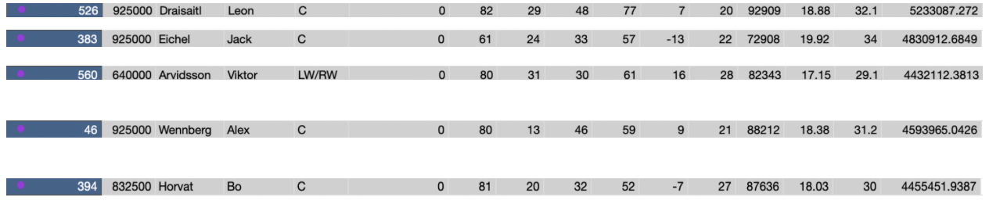 526 925000 Draisaitl Leon C 0 82 29 48 77 7 20 92909 18.88 32.1 5233087.272
383 925000 Eichel Jack C 0 61 24 33 57 -13 22 72908 19.92 34 4830912.6849
560 640000 Arvidsson Viktor LW/RW 0 80 31 30 61 16 28 82343 17.15 29.1 4432112.3813
46 925000 Wennberg Alex C 0 80 13 46 59 9 21 88212 18.38 31.2 4593965.0426
394 832500 Horvat Bo C 0 81 20 32 52 -7 27 87636 18.03 30 4455451.9387